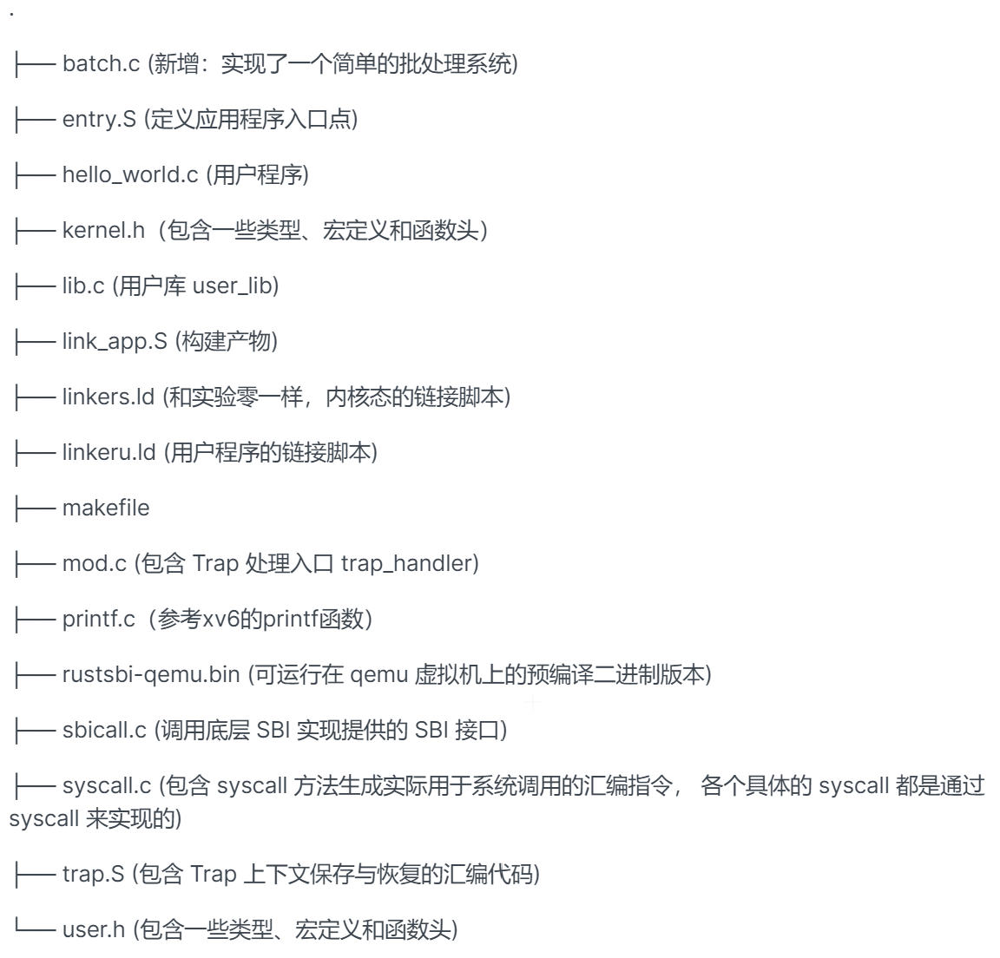 .
├── batch.c (新增：实现了一个简单的批处理系统)
├── entry.S (定义应用程序入口点)
├── hello_world.c (用户程序)
├── kernel.h（包含一些类型、宏定义和函数头）
├── lib.c (用户库 user_lib)
├── link_app.S (构建产物)
├── linkers.ld (和实验零一样，内核态的链接脚本)
├── linkeru.ld (用户程序的链接脚本)
├── makefile
├── mod.c (包含 Trap 处理入口 trap_handler)
├── printf.c（参考xv6的printf函数）
├── rustsbi-qemu.bin (可运行在 qemu 虚拟机上的预编译二进制版本)
├── sbicall.c (调用底层 SBI 实现提供的 SBI 接口)
├── syscall.c (包含 syscall 方法生成实际用于系统调用的汇编指令， 各个具体的 syscall 都是通过
syscall 来实现的)
├── trap.S (包含 Trap 上下文保存与恢复的汇编代码)
└── user.h (包含一些类型、宏定义和函数头)